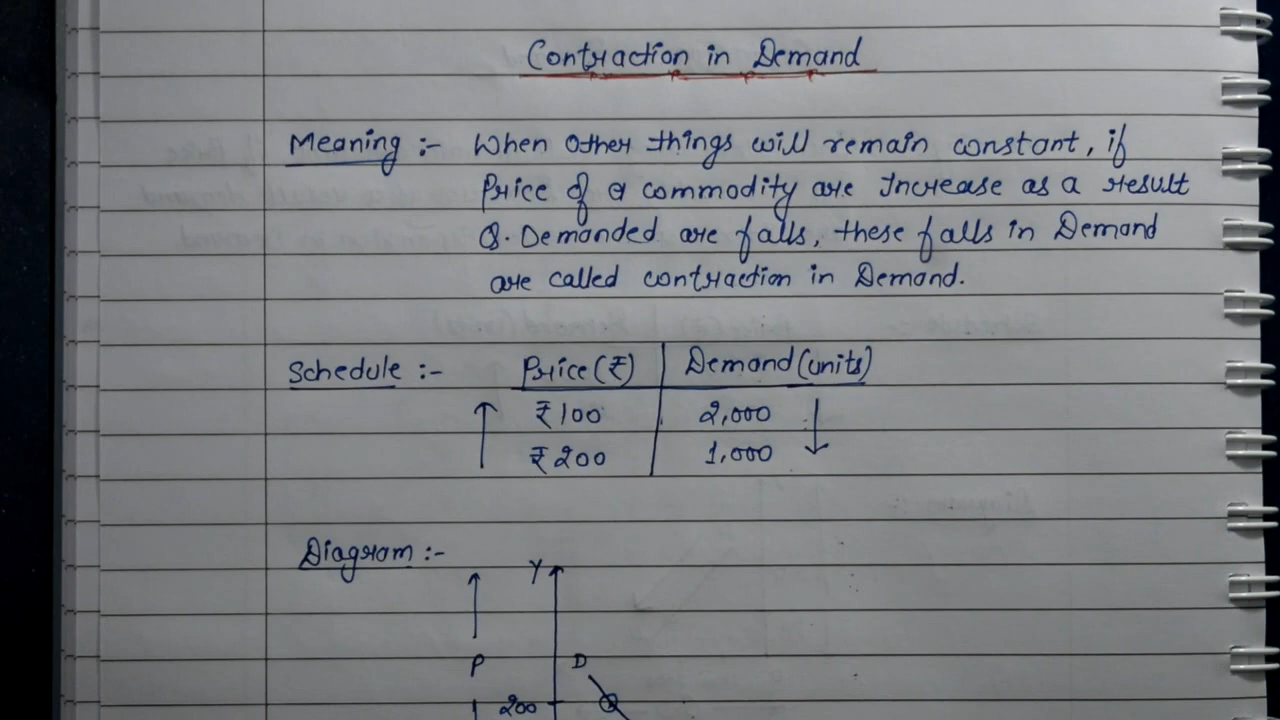 Contraction in Demand
Meaning :- When other things will remain constant, if
Price of a commodity are Increase as a result
Q. Demanded are falls, these falls in Demand
are called contraction in Demand.
Schedule :- Price (₹) Demand (units)
₹100 2,000
₹200 1,000
Diagram :-
Y
P D
200